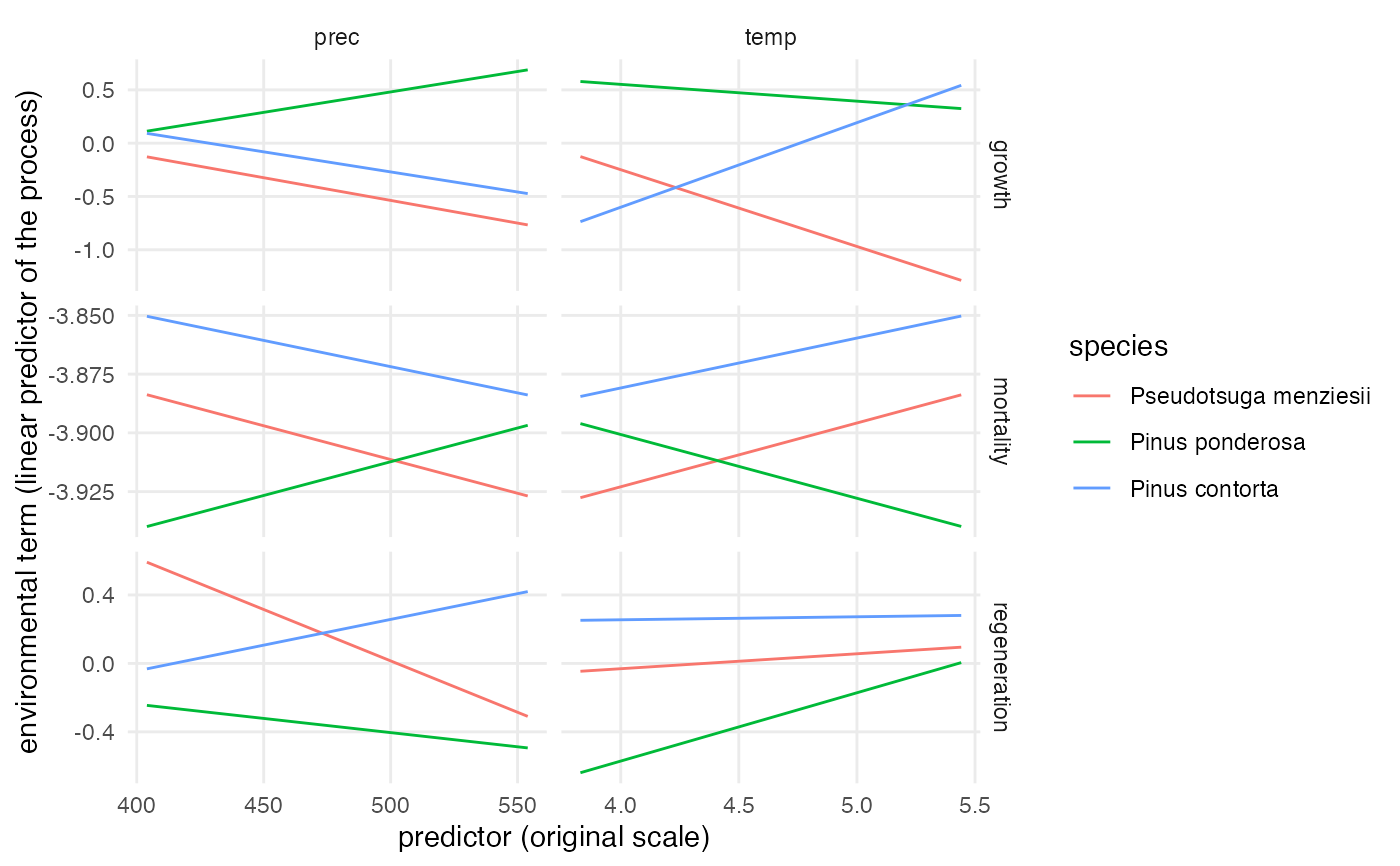 prec
temp
environmental term (linear predictor of the process)
0.5
0.0
-0.5
-1.0
growth
-3.850
-3.875
-3.900
-3.925
mortality
0.4
0.0
-0.4
regeneration
400
450
500
550
4.0
4.5
5.0
5.5
predictor (original scale)
species
Pseudotsuga menziesii
Pinus ponderosa
Pinus contorta